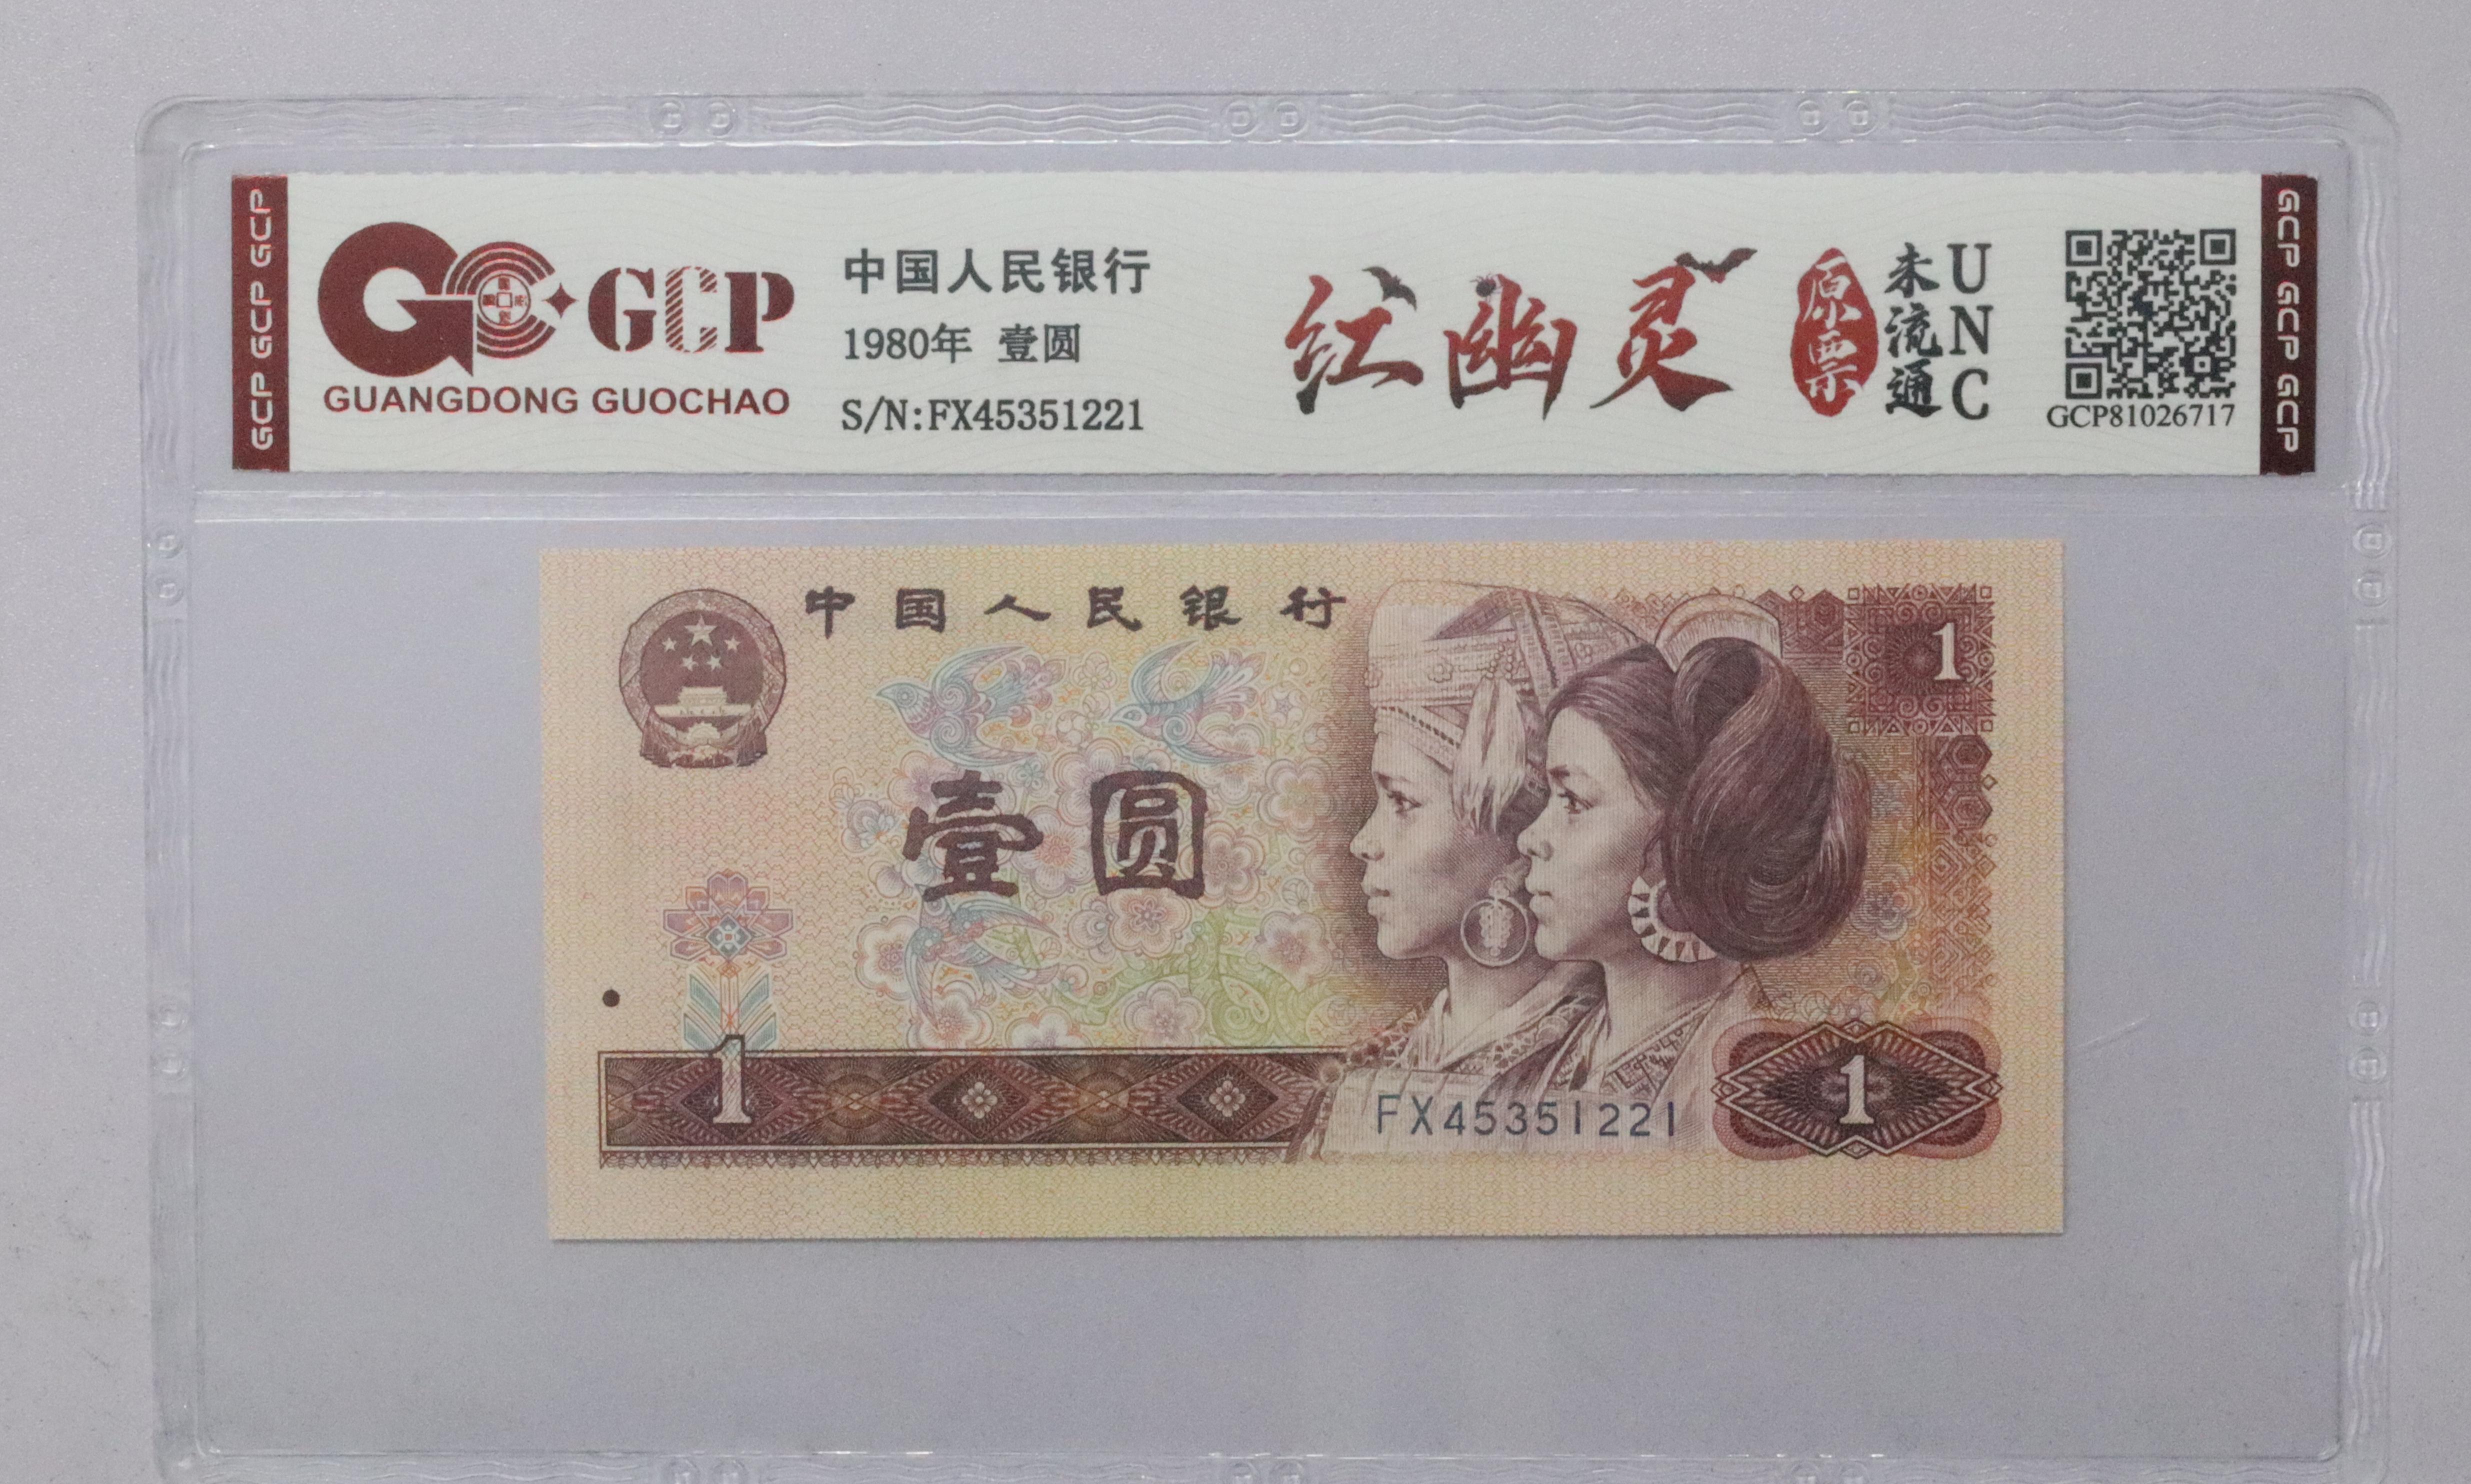 GCP GCP GCP
GCP
GUANGDONG GUOCHAO
中国人民银行
1980年 壹圆
S/N:FX45351221
红幽灵
原票
未流通
UNC
GCP81026717
GCP GCP GCP
中国人民银行
1
壹圆
1
FX45351221
1